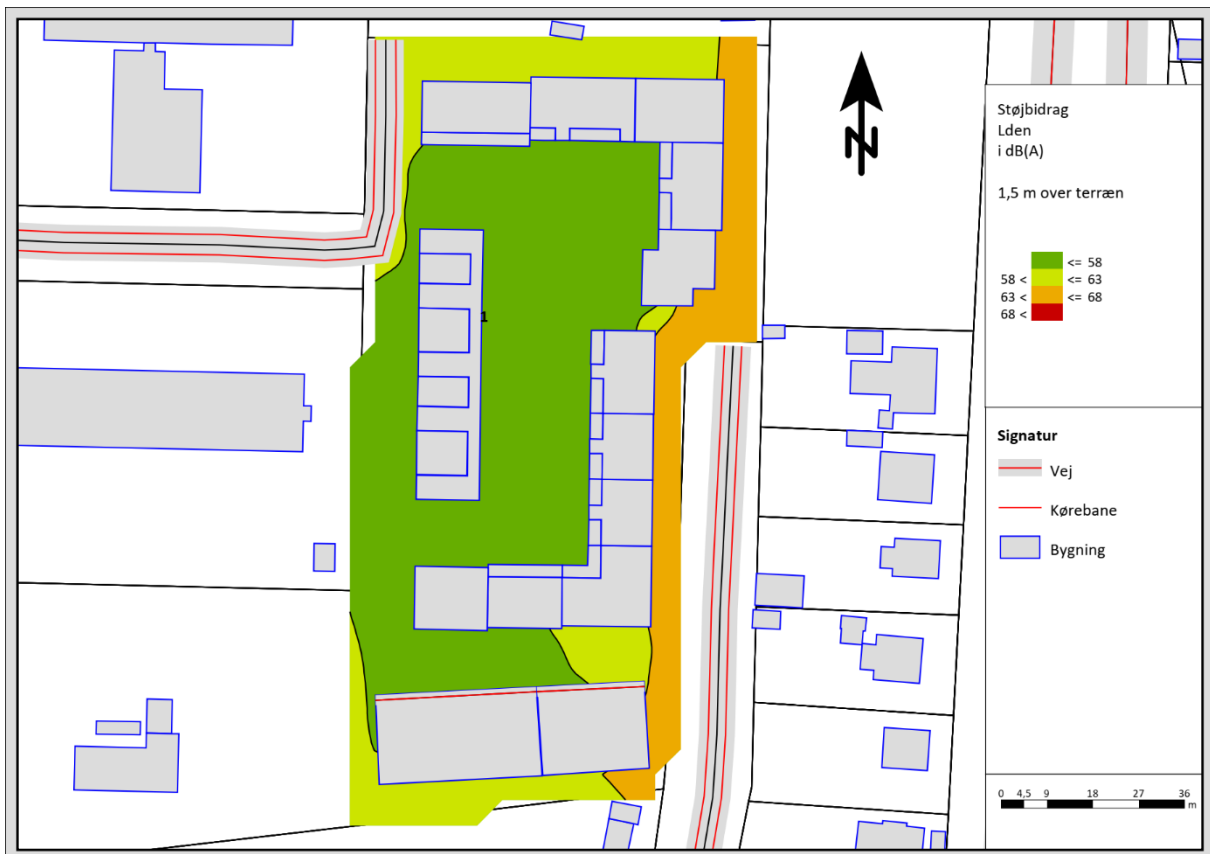 N
1
Støjbidrag
Lden
i dB(A)
1,5 m over terræn
<= 58
58 < <= 63
63 < <= 68
68 <
Signatur
Vej
Kørebane
Bygning
0 4,5 9 18 27 36
m